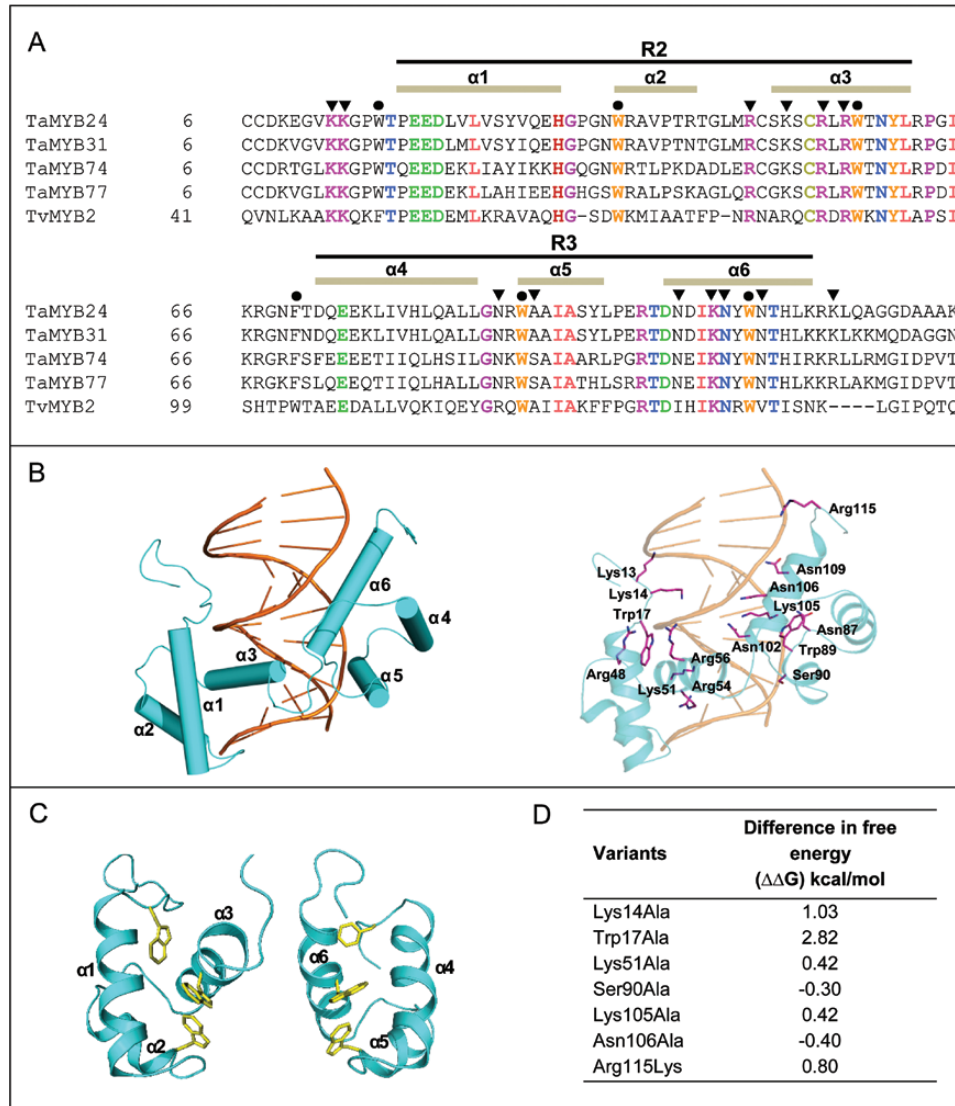 A
R2
α1 α2 α3
TaMYB24 6 CCDKEGVKKGPWTPEEDLVLVSYVQEHGPGNWRAVPTRTGLMRCSKSCRLRWTNYLRPGI
TaMYB31 6 CCDKVGVKKGPWTPEEDLMLVSYIQEHGPGNWRAVPTNTGLMRCSKSCRLRWTNYLRPGI
TaMYB74 6 CCDRTGLKKGPWTQEEDEKLIAYIKKHGQGNWRTLPKDADLERCGKSCRLRWTNYLRPDI
TaMYB77 6 CCDKVGLKKGPWTPEEDEKLLAHIEEHGHGSWRALPSKAGLQRCGKSCRLRWTNYLRPDI
TvMYB2 41 QVNLKAAKKQKFTPEEDEMLKRAVAQHG-SDWKMIAATFP-NRNARQCRDRWKNYLAPSI
R3
α4 α5 α6
TaMYB24 66 KRGNFTDQEEKLIVHLQALLGNRWAAIASYLPERTDNDIKNYWNTHLKRKLQAGGDAAAK
TaMYB31 66 KRGNFNDQEEKLIVHLQALLGNRWAAIASYLPERTDNDIKNYWNTHLKKKLKKMQDAGGN
TaMYB74 66 KRGRFSFEEEETIIQLHSILGNKWSAIAARLPGRTDNEIKNYWNTHIRKRLLRMGIDPVT
TaMYB77 66 KRGKFSLQEEQTIIQLHALLGNRWSAIATHLSRRTDNEIKNYWNTHLKKRLAKMGIDPVT
TvMYB2 99 SHTPWTAEEDALLVQKIQEYGRQWAIIAKFFPGRTDIHIKNRWVTISNK----LGIPQTQ
B
α6
α4
α3
α5
α1
α2
Arg115
Lys13
Asn109
Lys14
Asn106
Trp17
Lys105
Asn87
Asn102
Trp89
Arg56
Arg48
Ser90
Lys51
Arg54
C
α3
α1
α6
α4
α2
α5
D
Variants
Difference in free
energy
(ΔΔG) kcal/mol
Lys14Ala 1.03
Trp17Ala 2.82
Lys51Ala 0.42
Ser90Ala -0.30
Lys105Ala 0.42
Asn106Ala -0.40
Arg115Lys 0.80